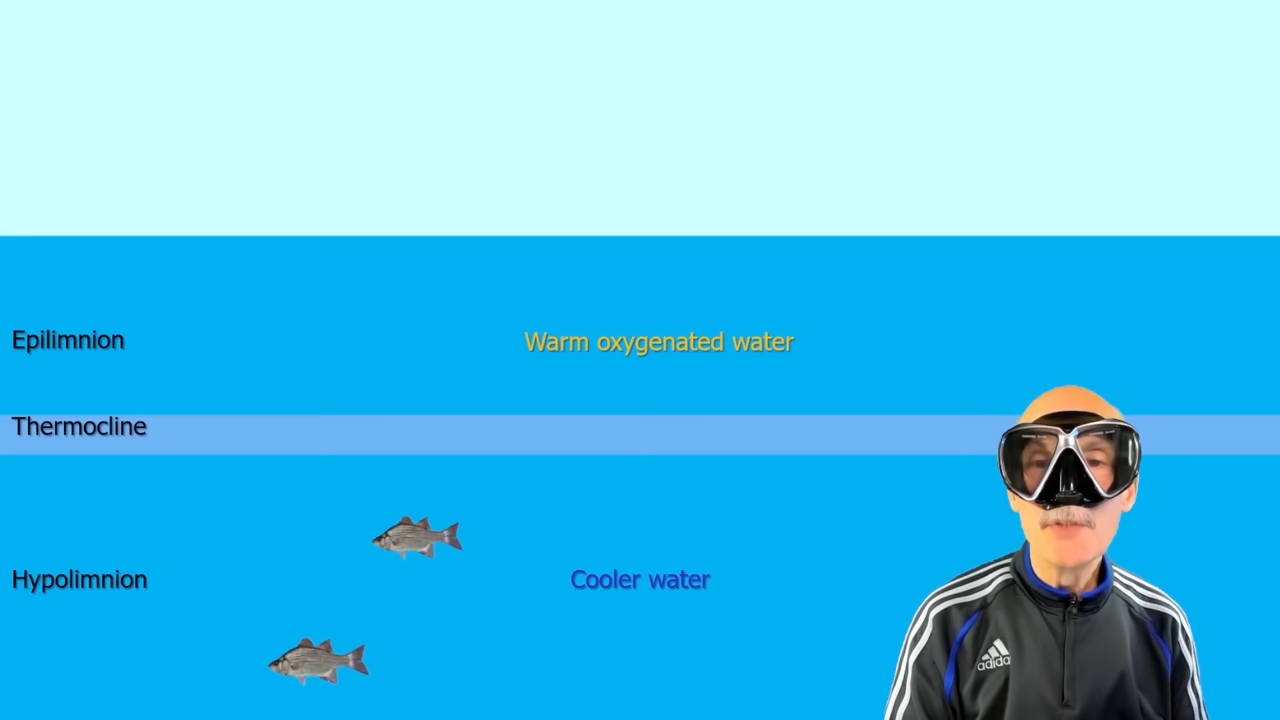 Epilimnion
Warm oxygenated water
Thermocline
Hypolimnion
Cooler water
adidas